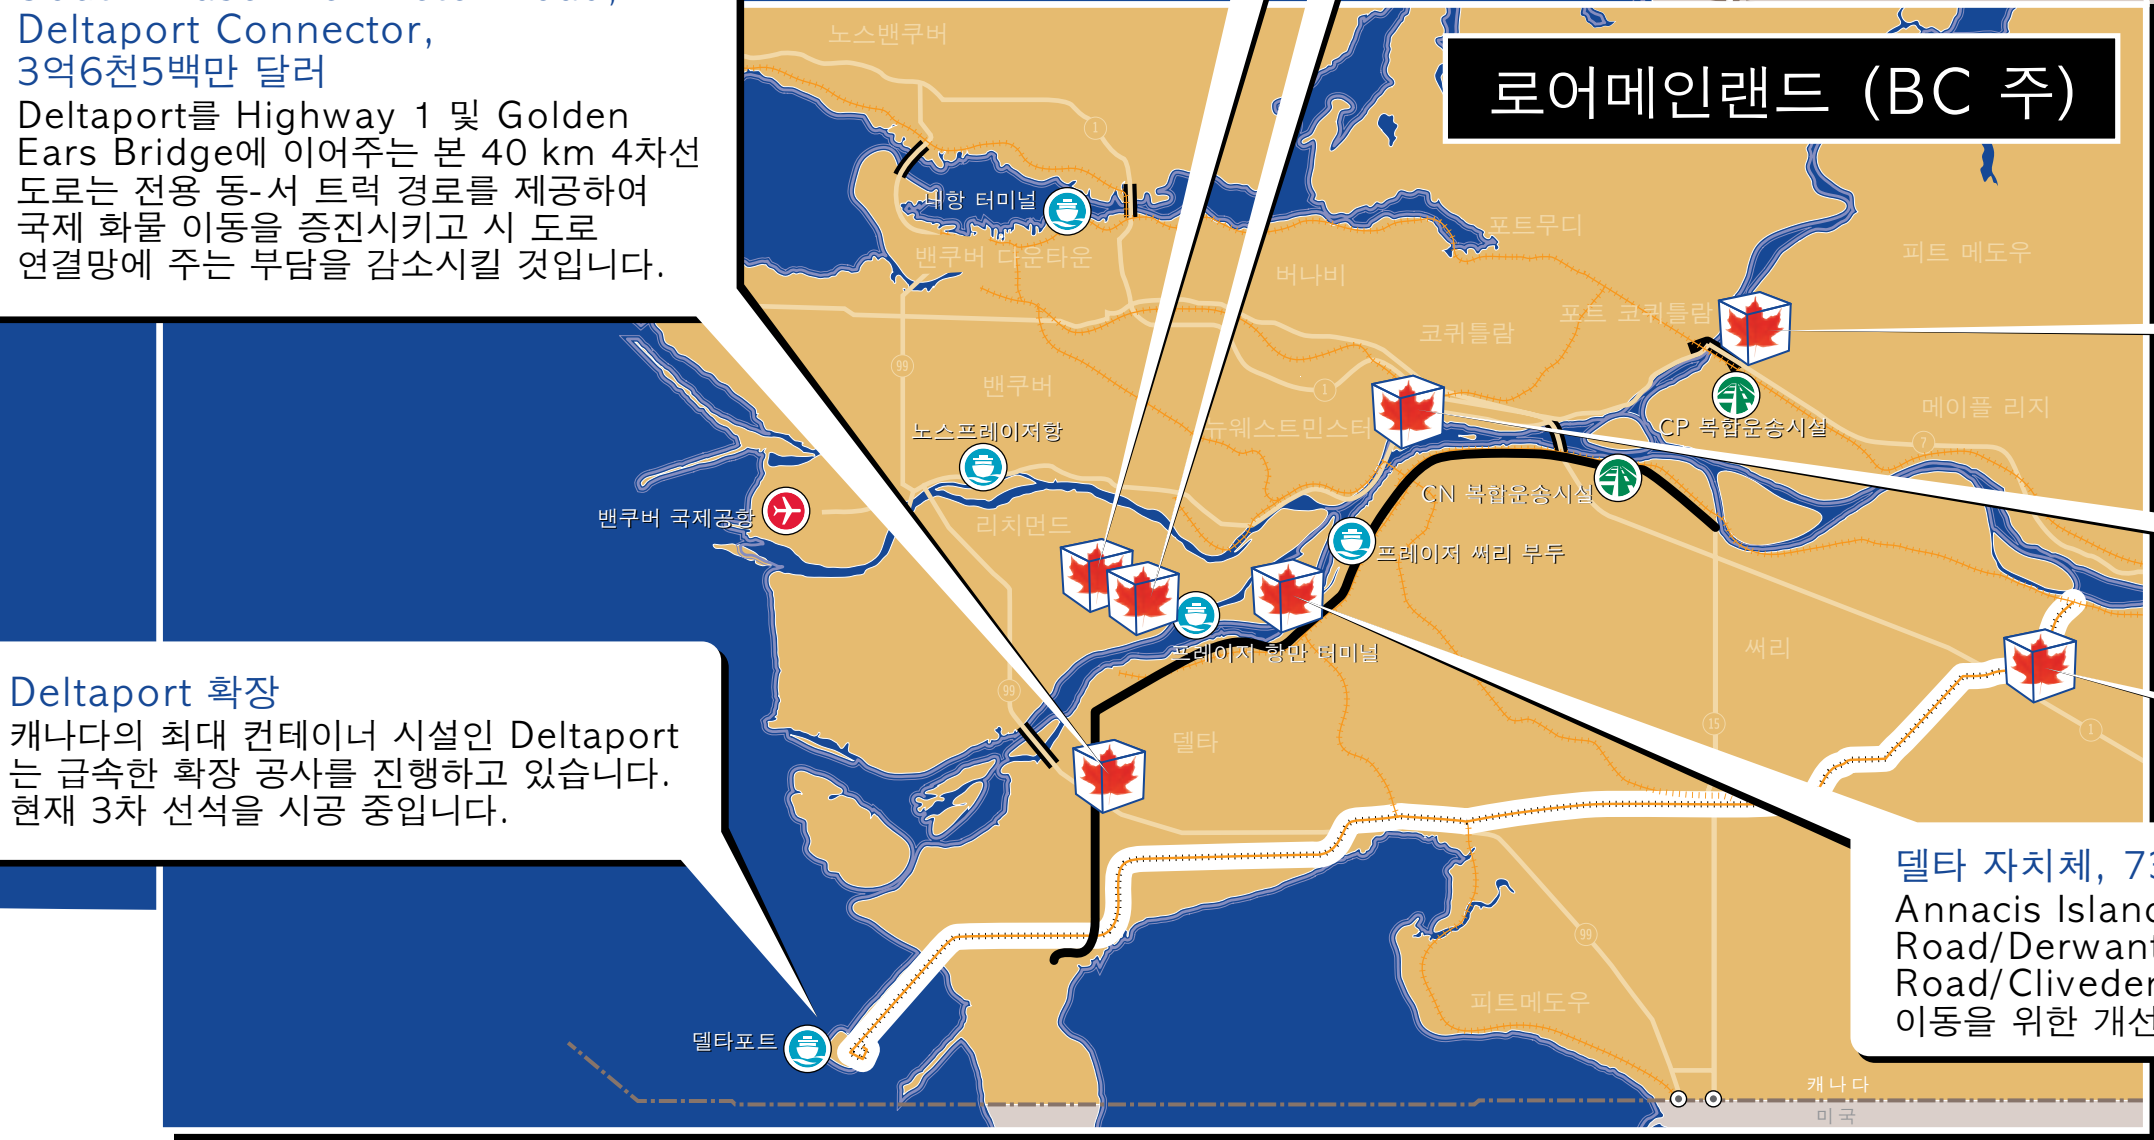 Deltaport Connector,
3억6천5백만 달러
Deltaport를 Highway 1 및 Golden
Ears Bridge에 이어주는 본 40 km 4차선
도로는 전용 동-서 트럭 경로를 제공하여
국제 화물 이동을 증진시키고 시 도로
연결망에 주는 부담을 감소시킬 것입니다.
로어메인랜드 (BC 주)
노스밴쿠버
1
내항 터미널
포트무디
밴쿠버 다운타운
버나비
피트 메도우
포트 코퀴틀람
코퀴틀람
99
밴쿠버
1
메이플 리지
노스프레이저항
뉴웨스트민스터
CP 복합운송시설
7
밴쿠버 국제공항
리치먼드
CN 복합운송시설
프레이저 써리 부두
프레이저 항만 터미널
써리
99
델타
15
1
Deltaport 확장
캐나다의 최대 컨테이너 시설인 Deltaport
는 급속한 확장 공사를 진행하고 있습니다.
현재 3차 선석을 시공 중입니다.
델타 자치체, 73
Annacis Island
Road/Derwant
Road/Cliveden
이동을 위한 개선
99
피트메도우
델타포트
캐나다
미국